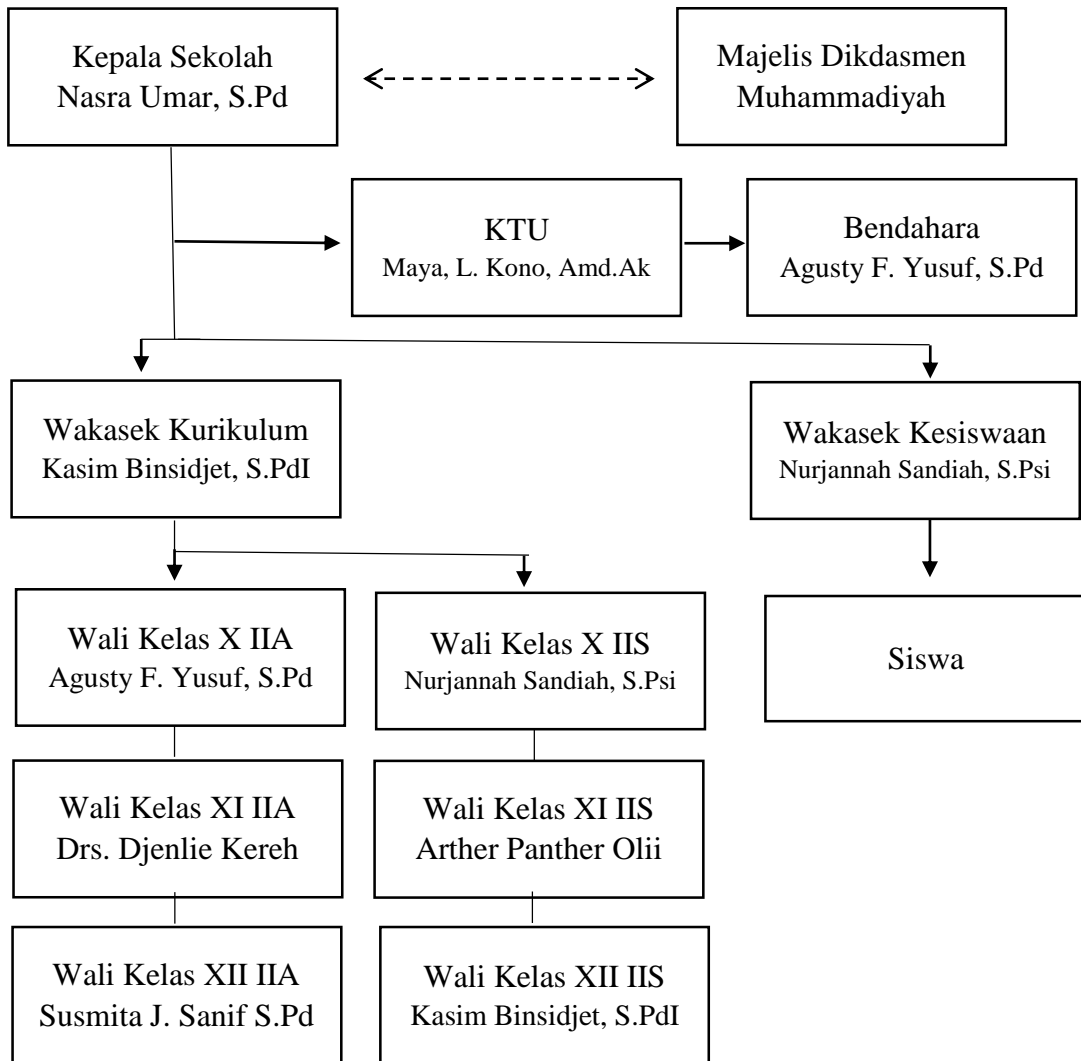 Kepala Sekolah
Nasra Umar, S.Pd
Majelis Dikdasmen
Muhammadiyah
KTU
Maya, L. Kono, Amd.Ak
Bendahara
Agusty F. Yusuf, S.Pd
Wakasek Kurikulum
Kasim Binsidjet, S.PdI
Wakasek Kesiswaan
Nurjannah Sandiah, S.Psi
Wali Kelas X IIA
Agusty F. Yusuf, S.Pd
Wali Kelas X IIS
Nurjannah Sandiah, S.Psi
Siswa
Wali Kelas XI IIA
Drs. Djenlie Kereh
Wali Kelas XI IIS
Arther Panther Olii
Wali Kelas XII IIA
Susmita J. Sanif S.Pd
Wali Kelas XII IIS
Kasim Binsidjet, S.PdI